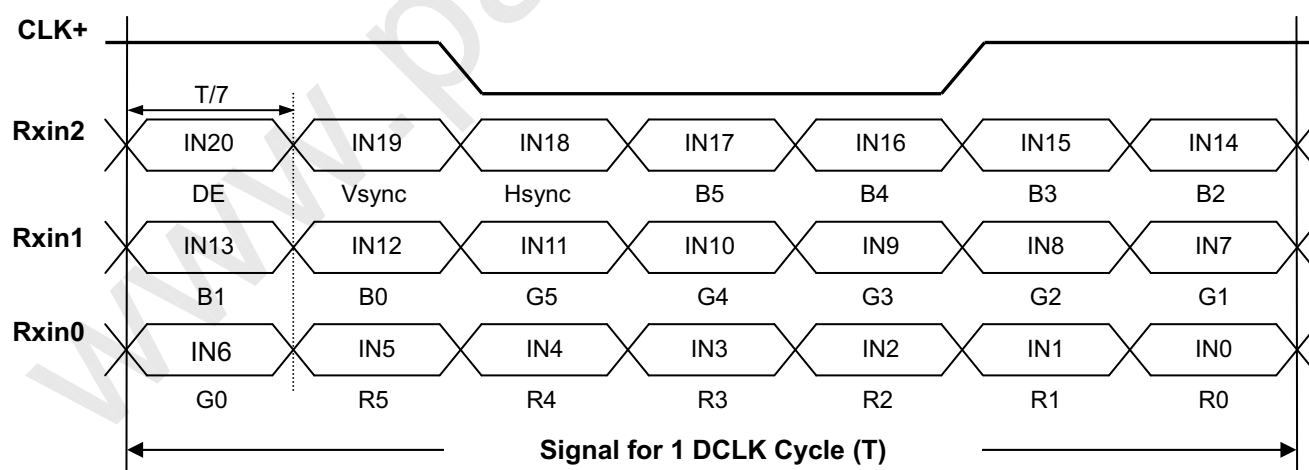 CLK+
T/7
Rxin2 IN20 IN19 IN18 IN17 IN16 IN15 IN14
DE Vsync Hsync B5 B4 B3 B2
Rxin1 IN13 IN12 IN11 IN10 IN9 IN8 IN7
B1 B0 G5 G4 G3 G2 G1
Rxin0 IN6 IN5 IN4 IN3 IN2 IN1 IN0
G0 R5 R4 R3 R2 R1 R0
Signal for 1 DCLK Cycle (T)
www.pa